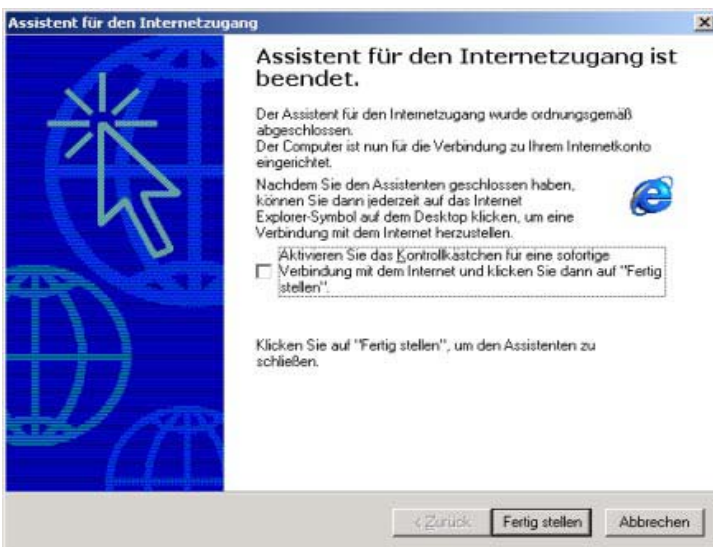 Assistent für den Internetzugang
Assistent für den Internetzugang ist
beendet.
Der Assistent für den Internetzugang wurde ordnungsgemäß
abgeschlossen.
Der Computer ist nun für die Verbindung zu Ihrem Internetkonto
eingerichtet.
Nachdem Sie den Assistenten geschlossen haben,
können Sie dann jederzeit auf das Internet
Explorer-Symbol auf dem Desktop klicken, um eine
Verbindung mit dem Internet herzustellen.
Aktivieren Sie das Kontrollkästchen für eine sofortige
Verbindung mit dem Internet und klicken Sie dann auf "Fertig
stellen".
Klicken Sie auf "Fertig stellen", um den Assistenten zu
schließen.
< Zurück Fertig stellen Abbrechen